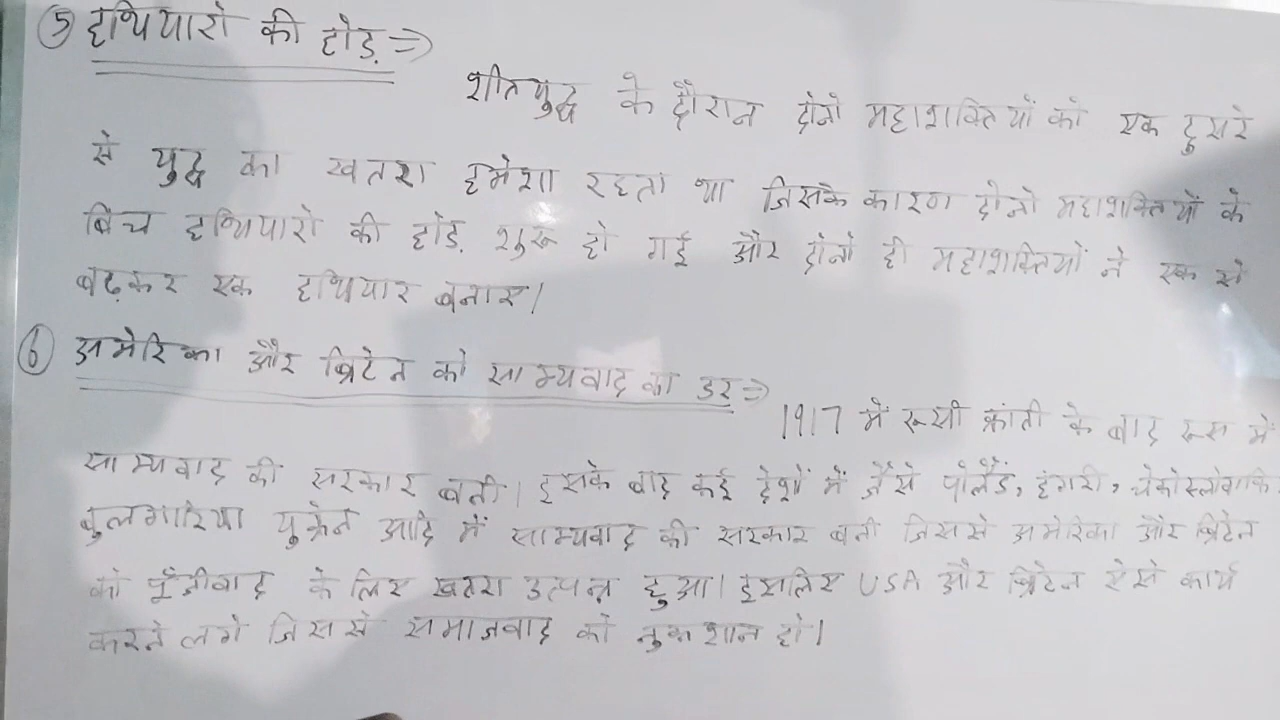 ⑤ हथियारो की होड़ ⇒
शीतयुद्ध के दौरान दोनो महाशक्तियों को एक दुसरे
से युद्ध का खतरा हमेशा रहता था जिसके कारण दोनो महाशक्तियो के
बिच हथियारो की होड़ शुरू हो गई और दोनों ही महाशक्तियों ने एक से
बढ़कर एक हथियार बनाए।
⑥ अमेरिका और ब्रिटेन को साम्यवाद का डर ⇒
1917 में रूसी क्रांती के बाद रूस में
साम्यवाद की सरकार बनी। इसके बाद कई देशों में जैसे पोलैंड, हंगरी, चेकोस्लोवाकि
बुलगारिया युक्रेन आदि में साम्यवाद की सरकार बनी जिससे अमेरिका और ब्रिटेन
को पूँजीवाद के लिए खतरा उत्पन्न हुआ। इसलिए USA और ब्रिटेन ऐसे कार्य
करने लगे जिससे समाजवाद को नुकशान हो।